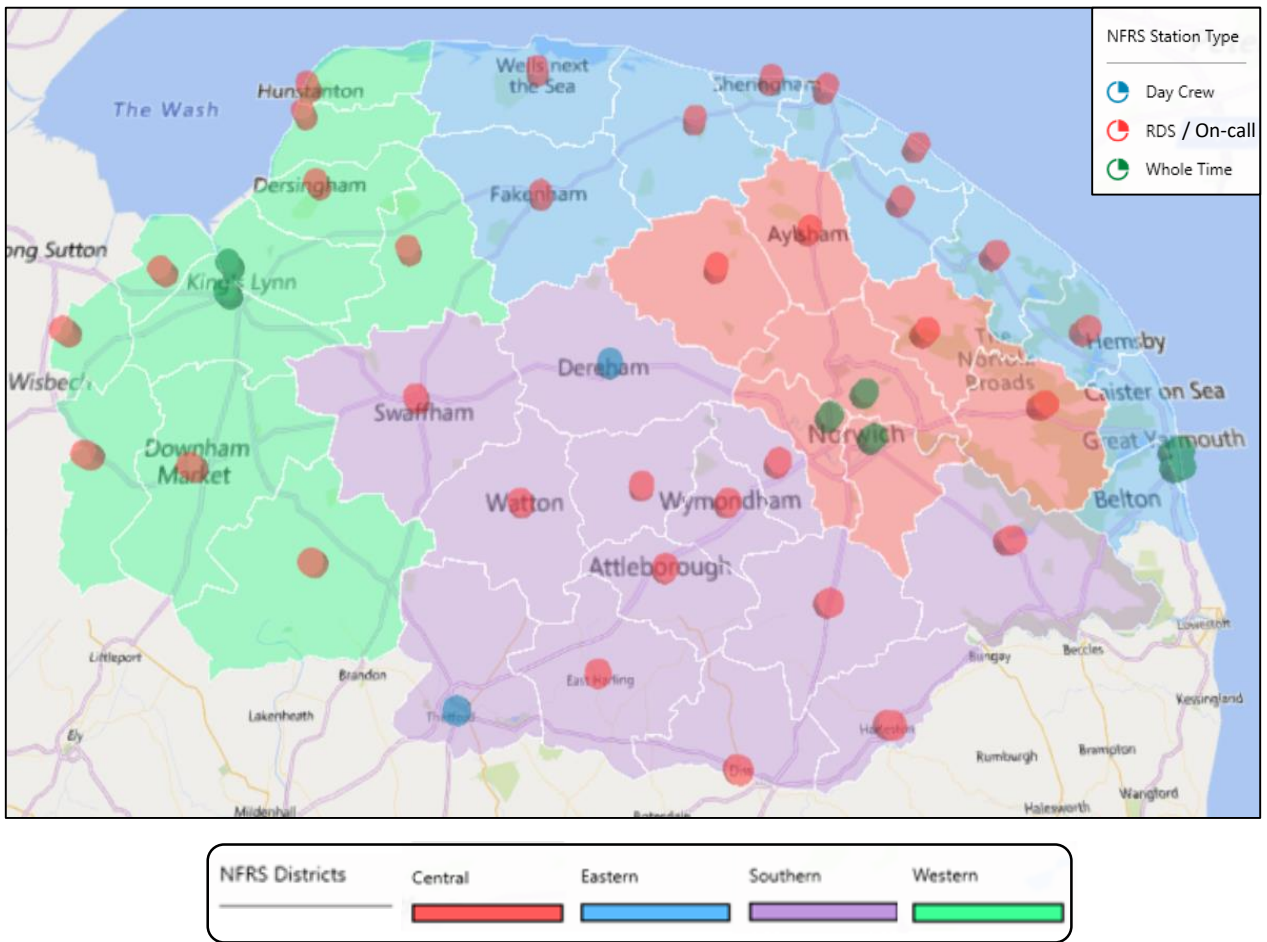 NFRS Station Type
Day Crew
RDS / On-call
Whole Time
Wells next
the Sea
Sheringham
Hunstanton
The Wash
Dersingham
Fakenham
Aylsham
ong Sutton
King's Lynn
The
Norfolk
Broads
Hemsby
Dereham
Wisbech
Caister on Sea
Swaffham
Norwich
Great Yarmouth
Downham
Market
Watton
Wymondham
Belton
Attleborough
Lowestoft
Littleport
Bungay
Beccles
Brandon
East Harling
Kessingland
Lakenheath
Thetford
Harleston
Ely
Rumburgh
Brampton
Diss
Wangford
Mildenhall
Halesworth
NFRS Districts
Central
Eastern
Southern
Western